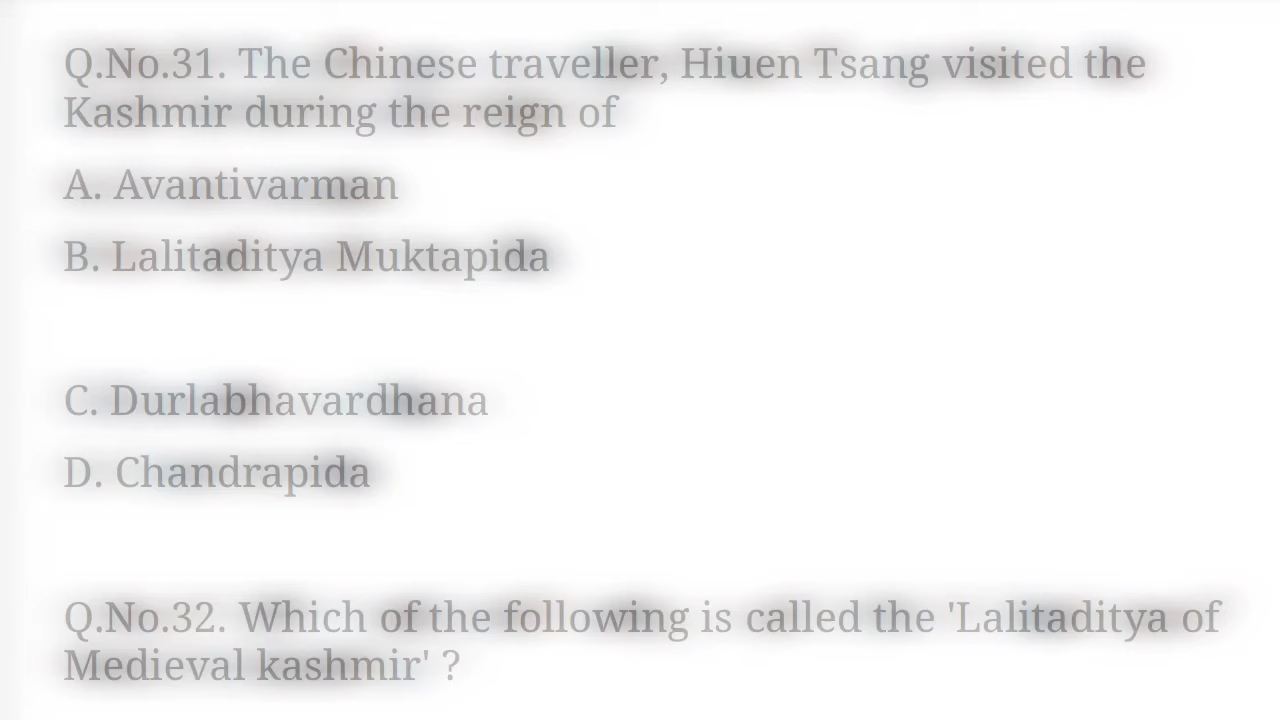 Q.No.31. The Chinese traveller, Hiuen Tsang visited the
Kashmir during the reign of
A. Avantivarman
B. Lalitaditya Muktapida
C. Durlabhavardhana
D. Chandrapida
Q.No.32. Which of the following is called the 'Lalitaditya of
Medieval kashmir' ?